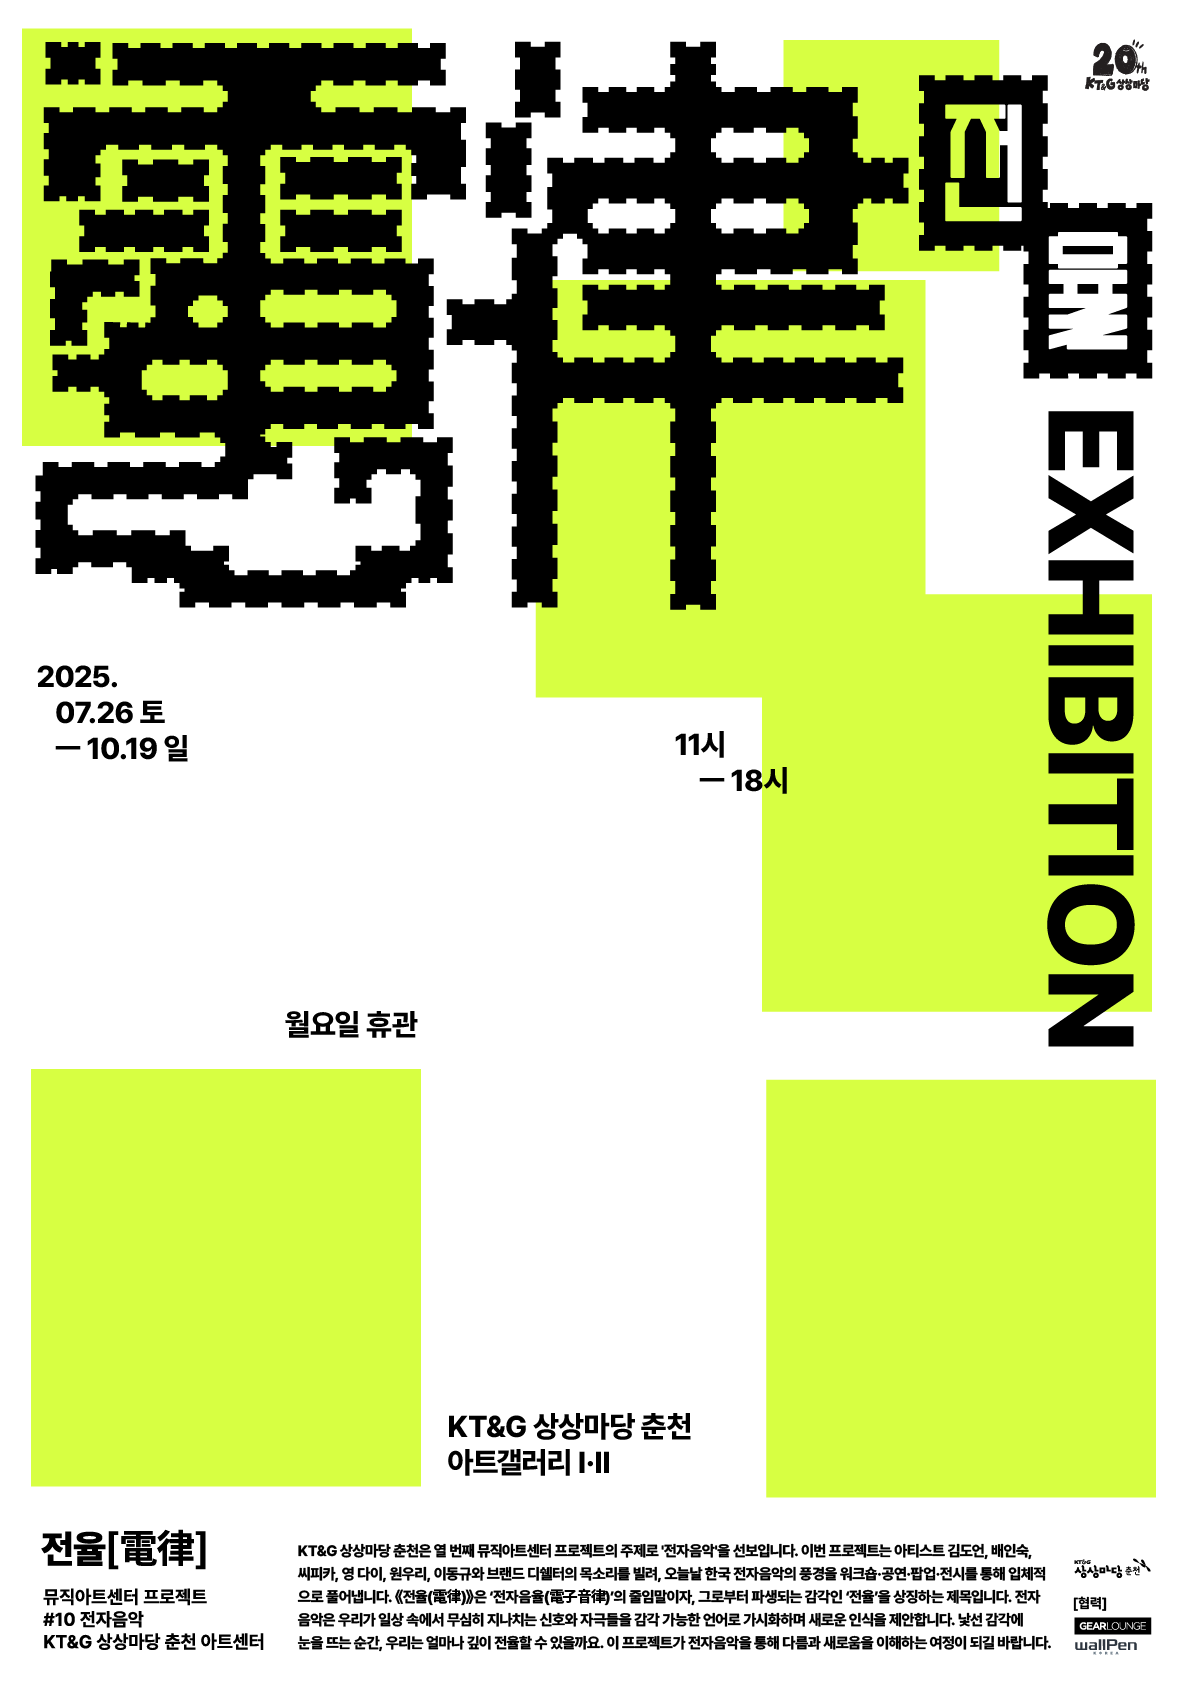 電律
전
율
EXHIBITION
20th
KT&G 상상마당
2025.
07.26 토
— 10.19 일
11시
— 18시
월요일 휴관
KT&G 상상마당 춘천
아트갤러리 I·II
전율[電律]
뮤직아트센터 프로젝트
#10 전자음악
KT&G 상상마당 춘천 아트센터
KT&G 상상마당 춘천은 열 번째 뮤직아트센터 프로젝트의 주제로 '전자음악'을 선보입니다. 이번 프로젝트는 아티스트 김도언, 배인숙,
씨피카, 영 다이, 원우리, 이동규와 브랜드 디쉘터의 목소리를 빌려, 오늘날 한국 전자음악의 풍경을 워크숍·공연·팝업·전시를 통해 입체적
으로 풀어냅니다. 《전율(電律)》은 '전자음율(電子音律)'의 줄임말이자, 그로부터 파생되는 감각인 '전율'을 상징하는 제목입니다. 전자
음악은 우리가 일상 속에서 무심히 지나치는 신호와 자극들을 감각 가능한 언어로 가시화하며 새로운 인식을 제안합니다. 낯선 감각에
눈을 뜨는 순간, 우리는 얼마나 깊이 전율할 수 있을까요. 이 프로젝트가 전자음악을 통해 다름과 새로움을 이해하는 여정이 되길 바랍니다.
KT&G
상상마당 춘천
[협력]
GEARLOUNGE
wallPen
KOREA